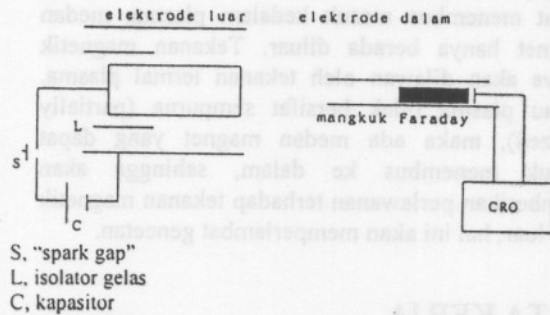 elektrode luar elektrode dalam
mangkuk Faraday
L
S
C
CRO
S, "spark gap"
L, isolator gelas
C, kapasitor